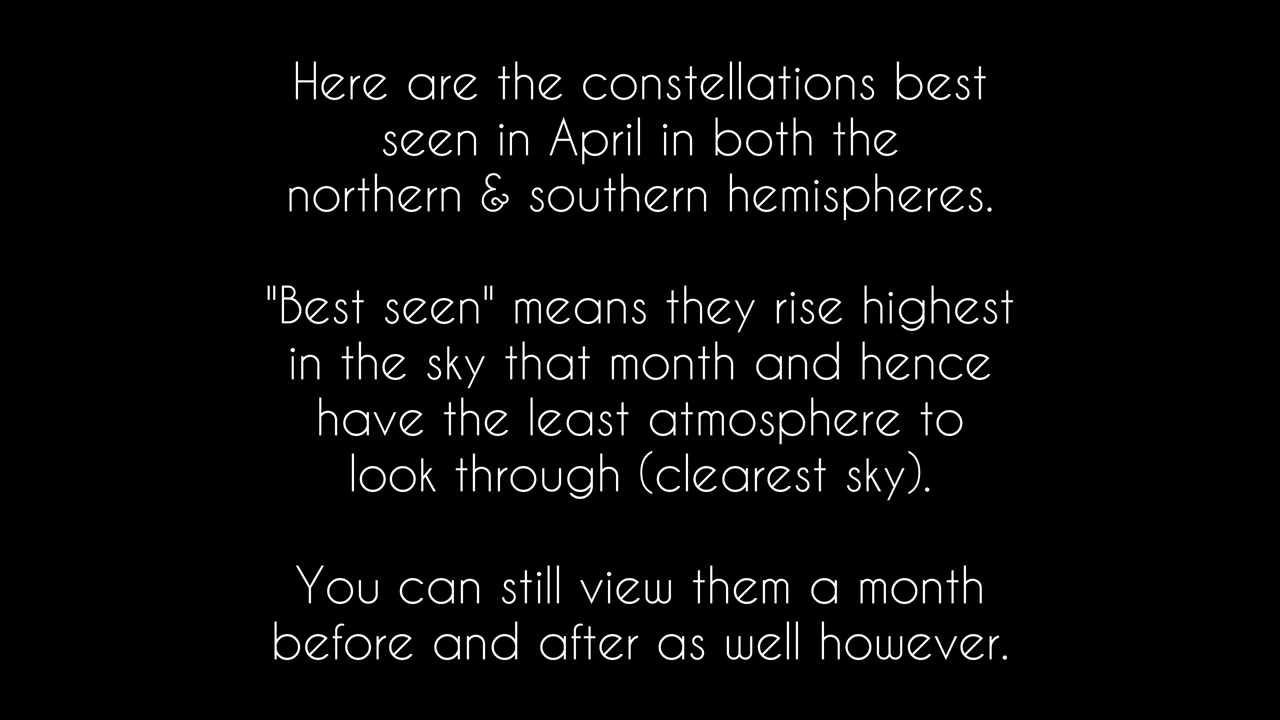 Here are the constellations best
seen in April in both the
northern & southern hemispheres.
"Best seen" means they rise highest
in the sky that month and hence
have the least atmosphere to
look through (clearest sky).
You can still view them a month
before and after as well however.